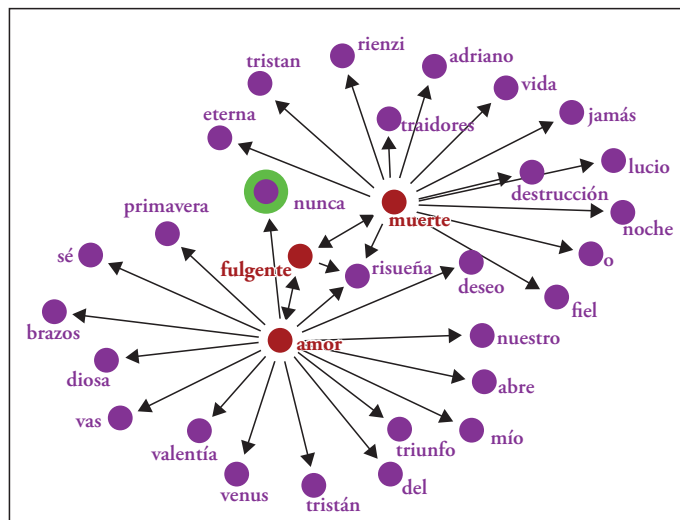 rienzi
adriano
tristan
vida
eterna
traidores
jamás
lucio
destrucción
primavera
nunca
muerte
noche
sé
fulgente
risueña
deseo
o
fiel
brazos
amor
nuestro
diosa
abre
vas
valentía
triunfo
mío
venus
tristán
del